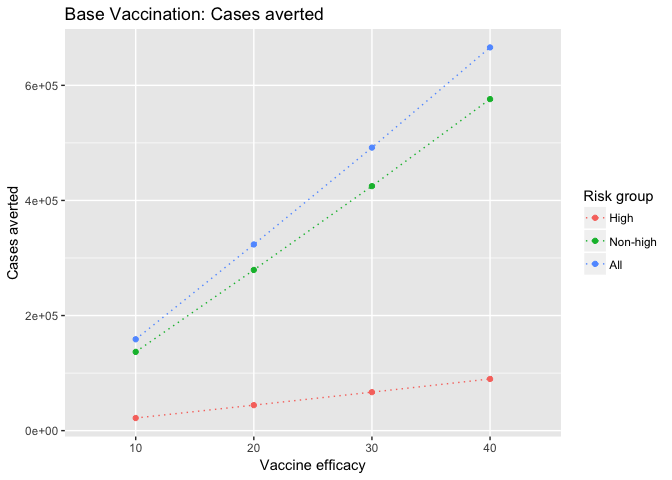 Base Vaccination: Cases averted
6e+05
4e+05
2e+05
0e+00
Cases averted
10 20 30 40
Vaccine efficacy
Risk group
High
Non-high
All